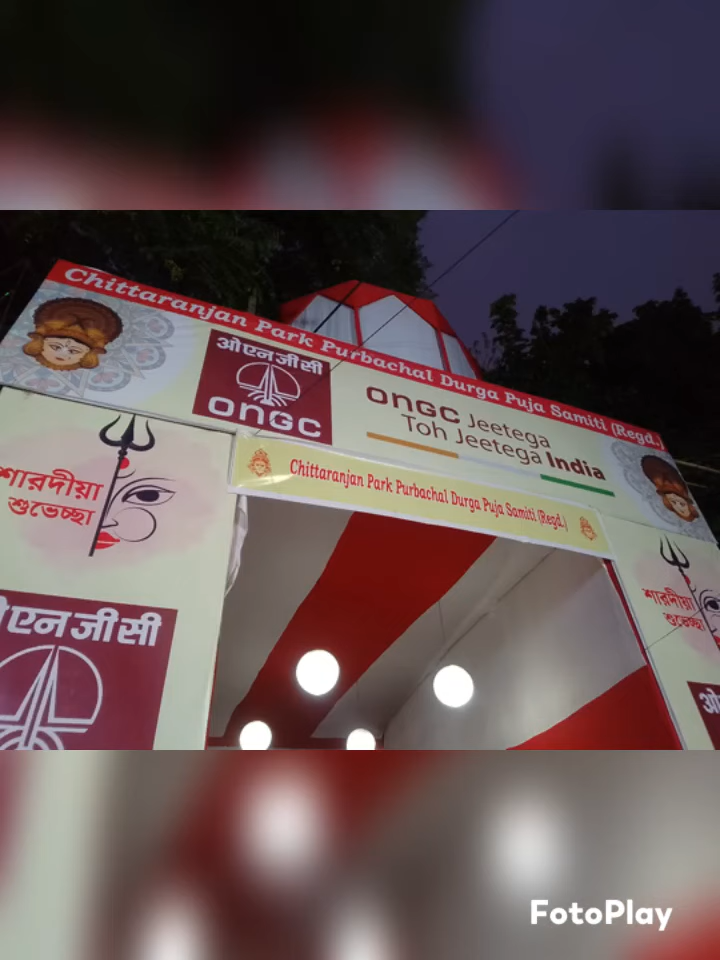 Chittaranjan Park Purbachal Durga Puja Samiti (Regd.)
ओएनजीसी
ONGC
ONGC Jeetega
Toh Jeetega India
Chittaranjan Park Purbachal Durga Puja Samiti (Regd.)
শারদীয়া
শুভেচ্ছা
শারদীয়া
শুভেচ্ছা
ओएनजीसी
ओ
FotoPlay